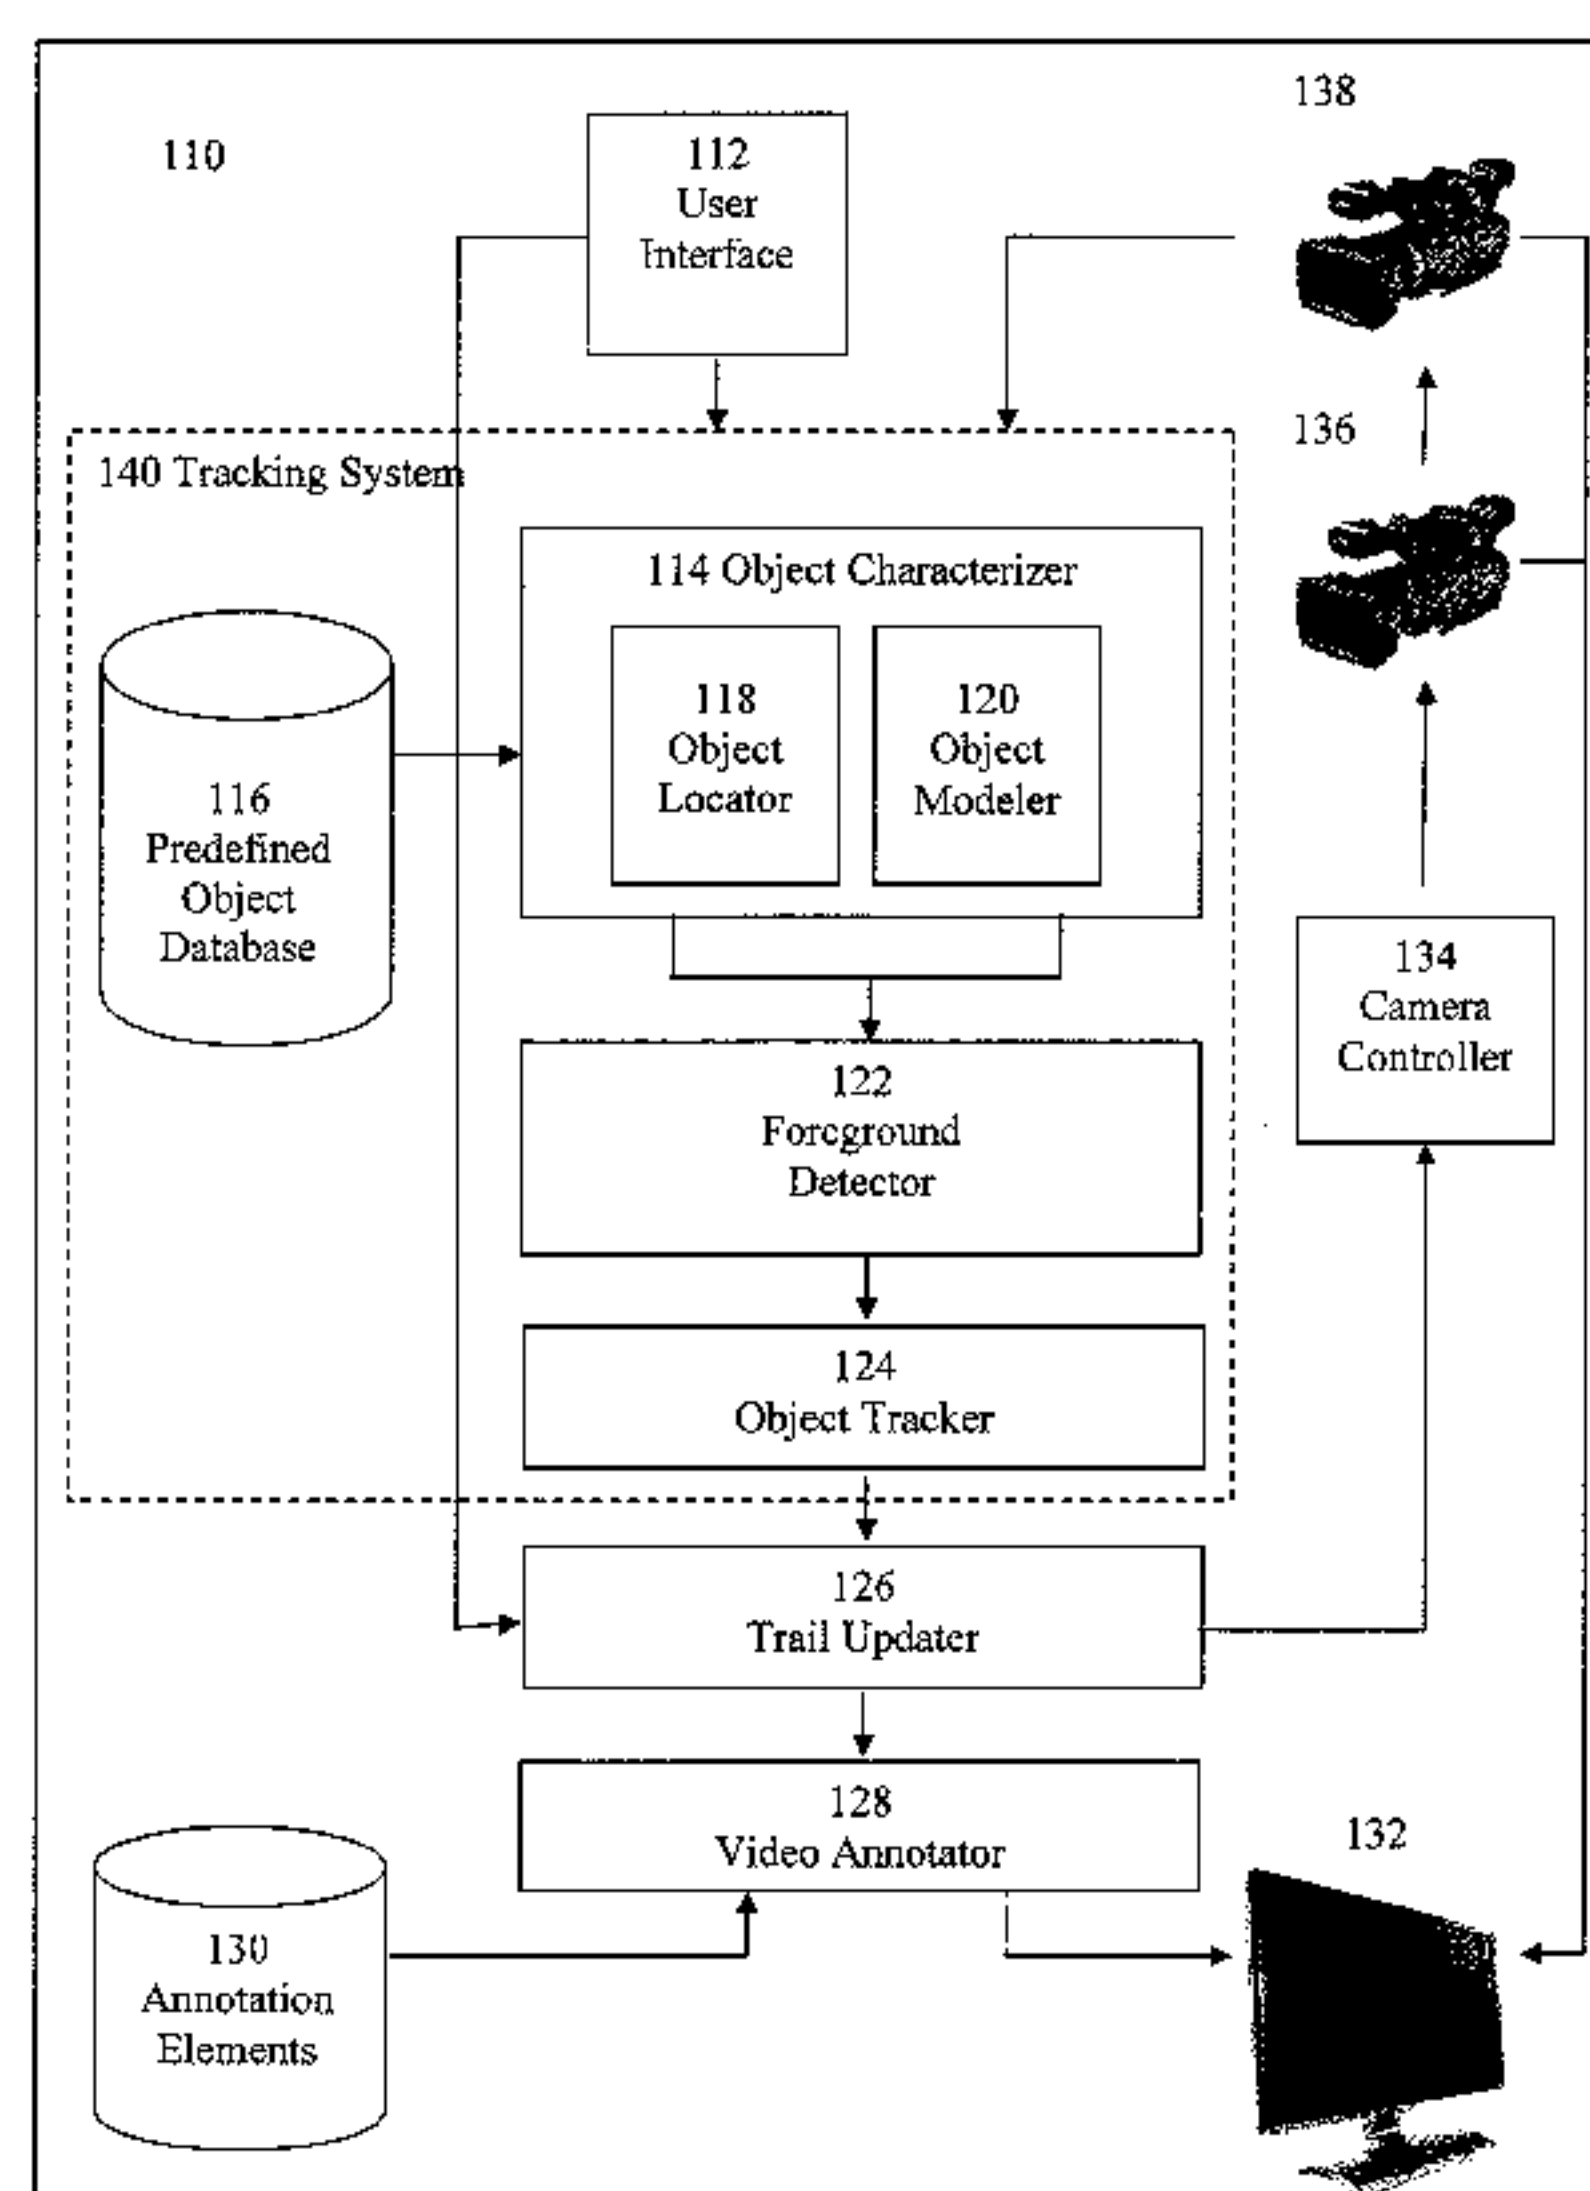 138
110
112
User
Interface
136
140 Tracking System
114 Object Characterizer
118
Object
Locator
120
Object
Modeler
116
Predefined
Object
Database
134
Camera
Controller
122
Foreground
Detector
124
Object Tracker
126
Trail Updater
128
Video Annotator
132
130
Annotation
Elements